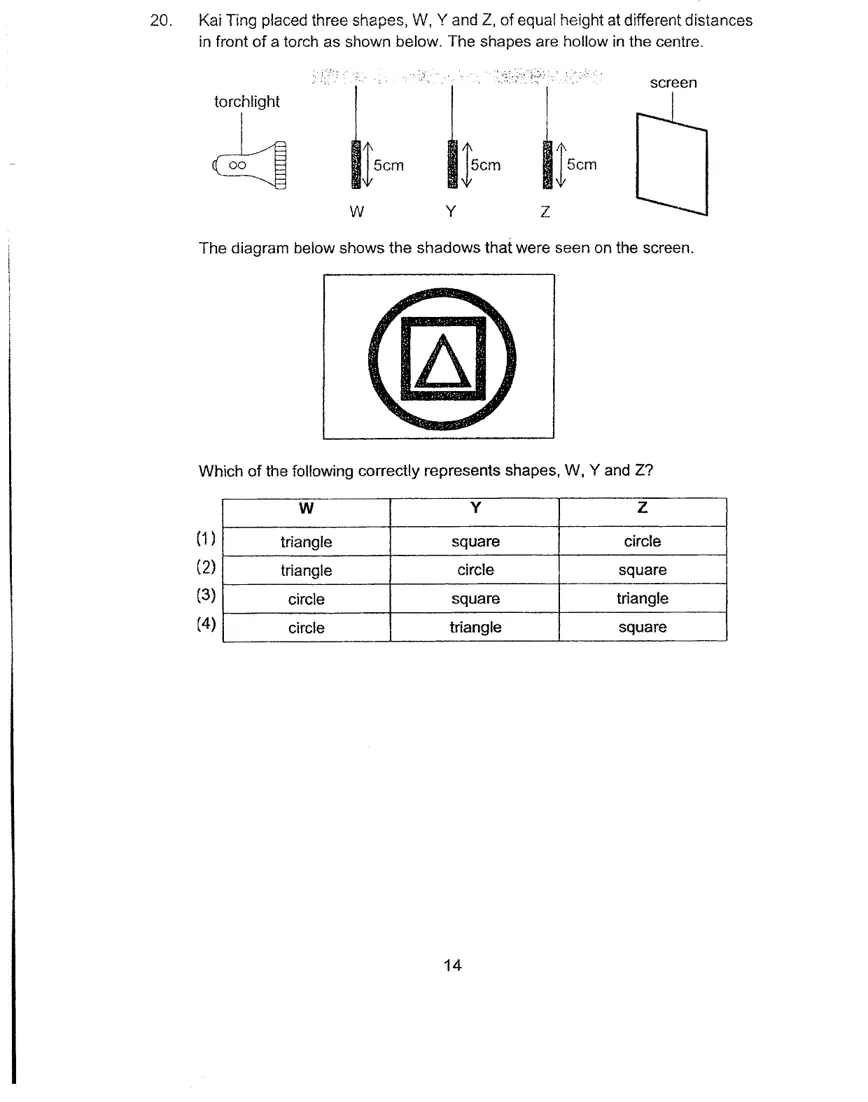 20. Kai Ting placed three shapes, W, Y and Z, of equal height at different distances
in front of a torch as shown below. The shapes are hollow in the centre.
screen
torchlight
5cm 5cm 5cm
W Y Z
The diagram below shows the shadows that were seen on the screen.
Which of the following correctly represents shapes, W, Y and Z?
W Y Z
(1) triangle square circle
(2) triangle circle square
(3) circle square triangle
(4) circle triangle square
14